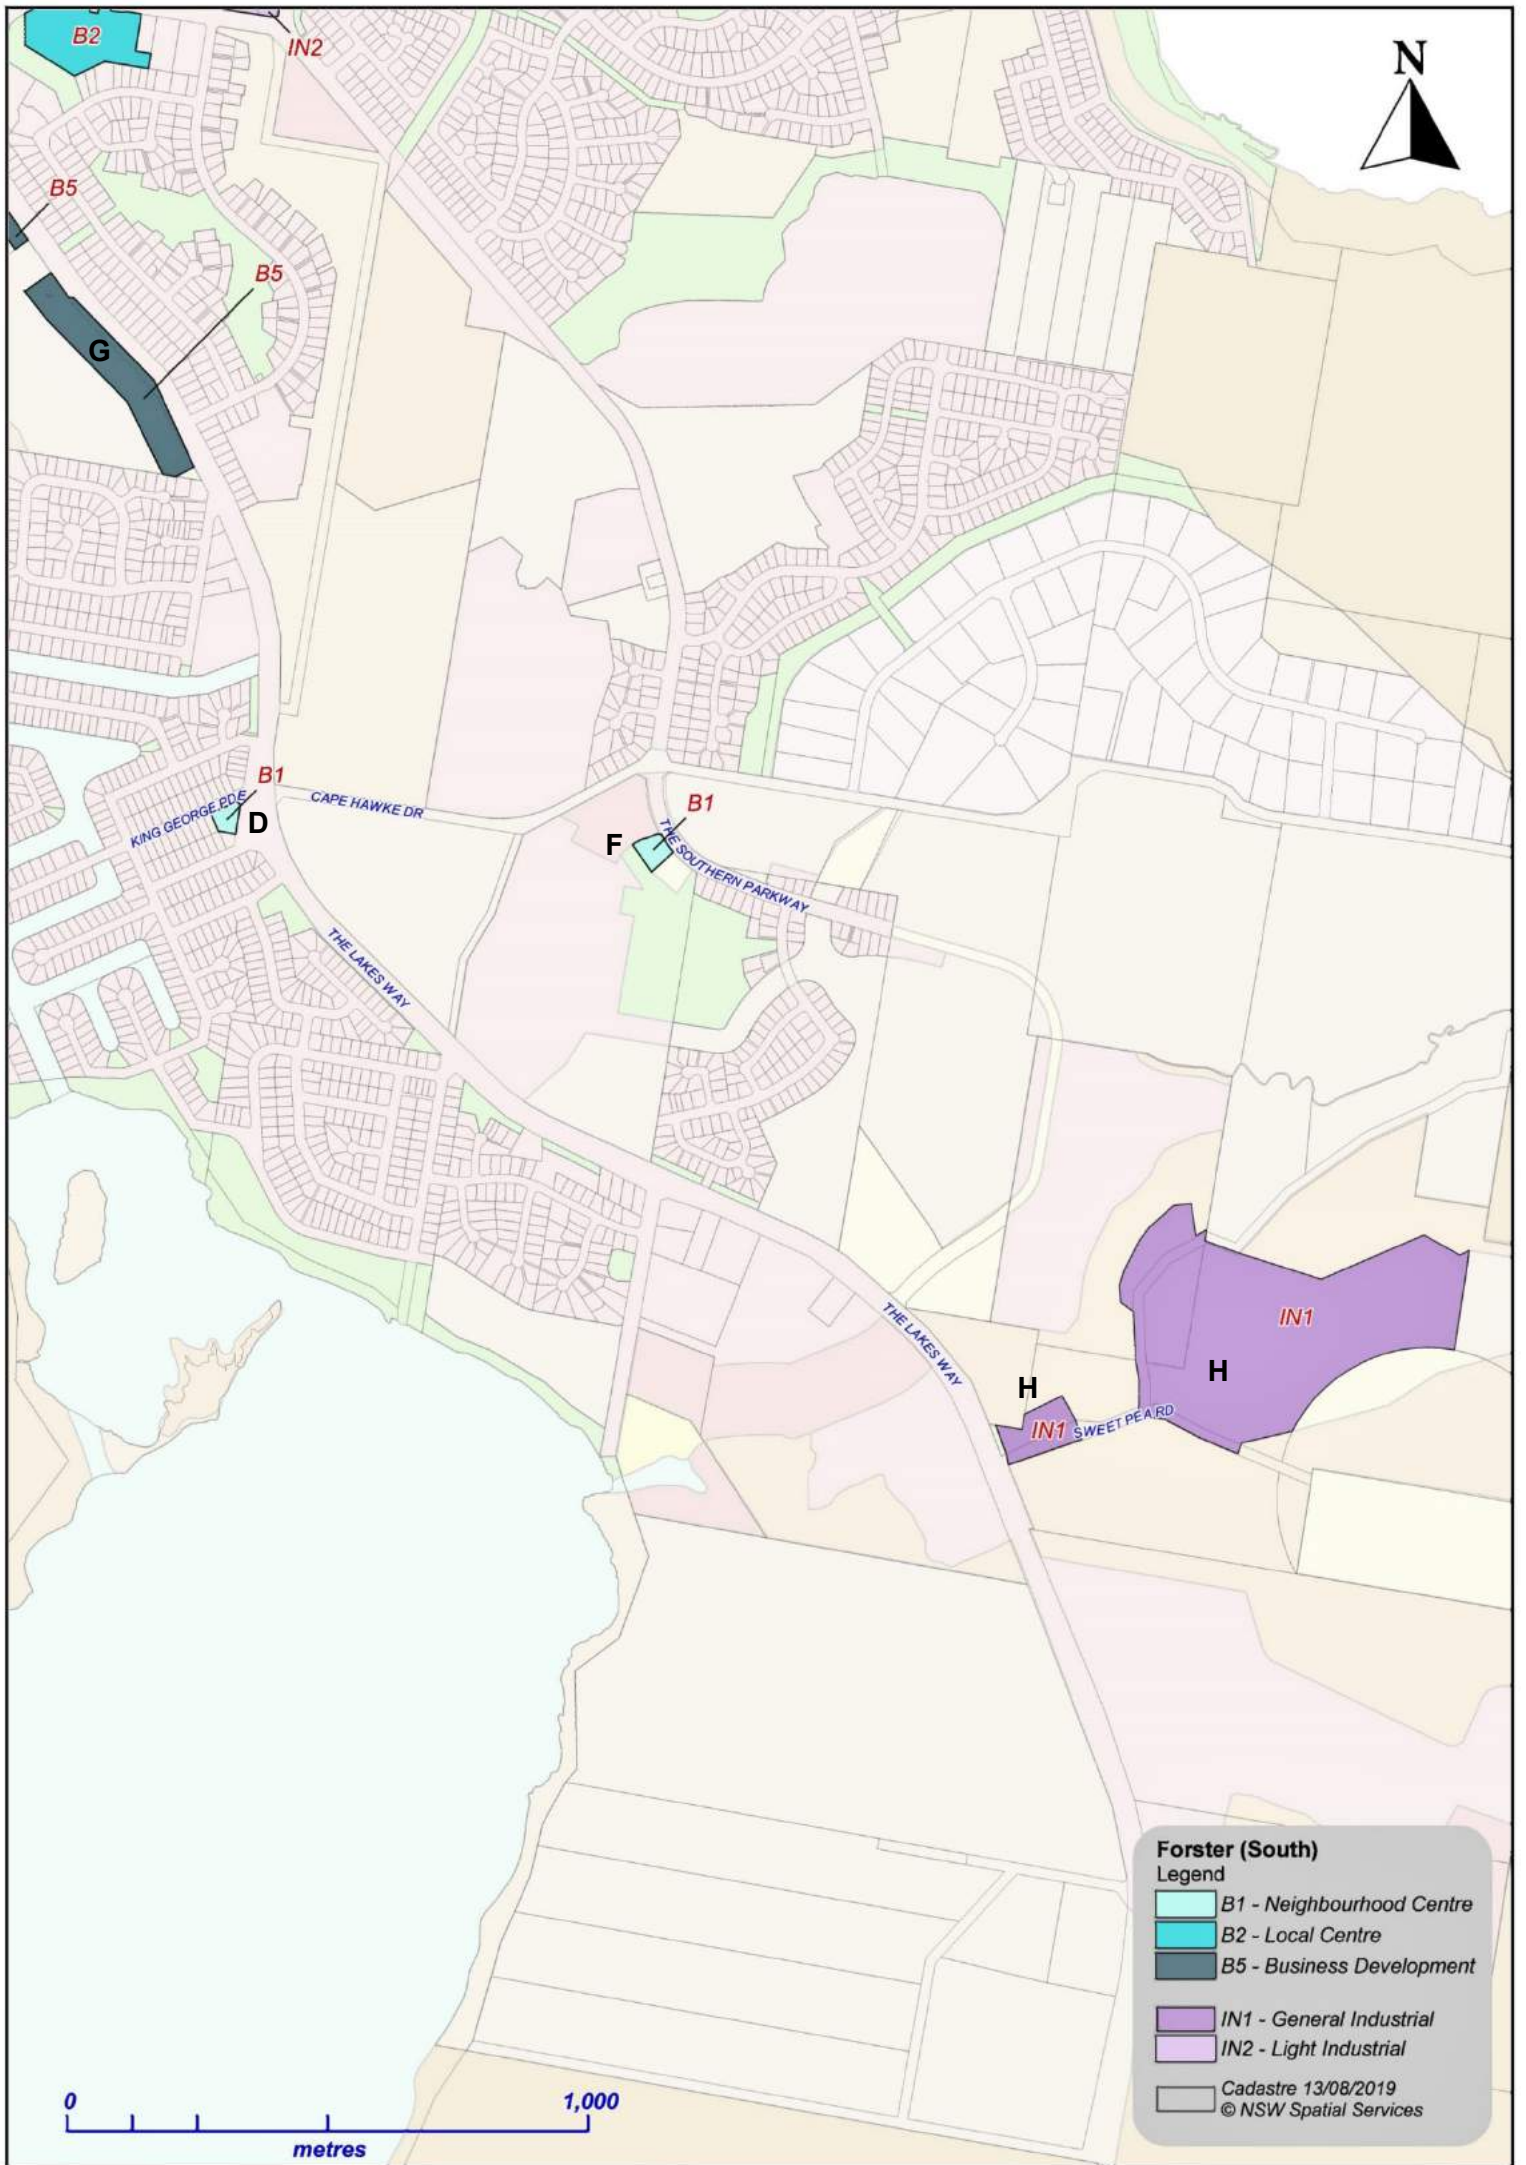 B2
IN2
N
B5
B5
G
B1
KING GEORGE PDE
D
CAPE HAWKE DR
B1
F
THE SOUTHERN PARKWAY
THE LAKES WAY
THE LAKES WAY
IN1
H
H
IN1
SWEET PEA RD
Forster (South)
Legend
B1 - Neighbourhood Centre
B2 - Local Centre
B5 - Business Development
IN1 - General Industrial
IN2 - Light Industrial
Cadastre 13/08/2019
© NSW Spatial Services
0 1,000
metres